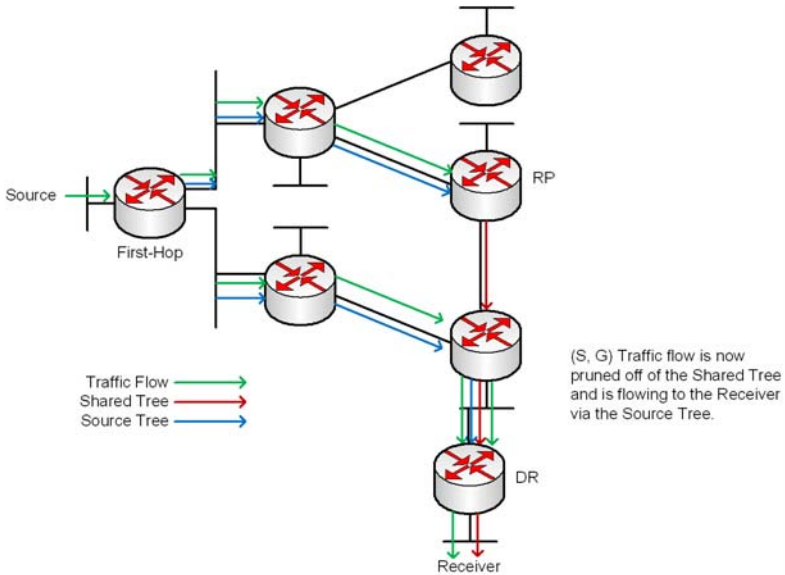 RP
Source
First-Hop
(S, G) Traffic flow is now
pruned off of the Shared Tree
and is flowing to the Receiver
via the Source Tree.
Traffic Flow
Shared Tree
Source Tree
DR
Receiver